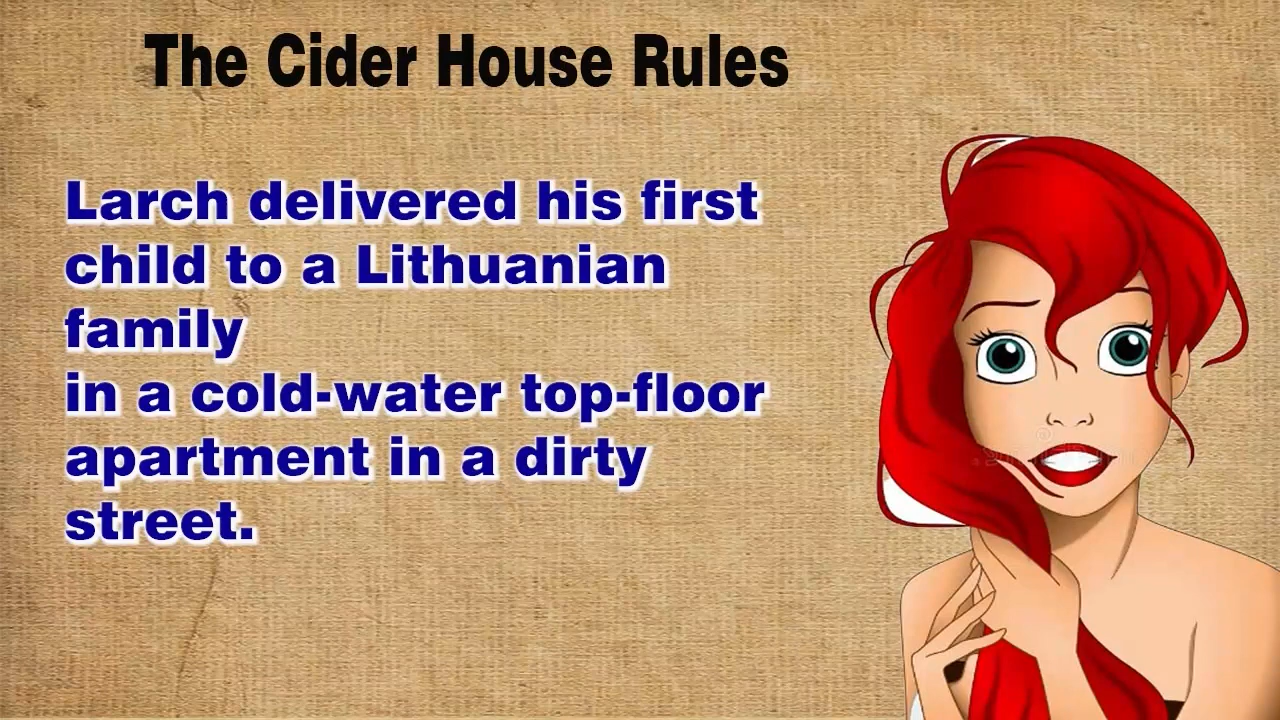 The Cider House Rules
Larch delivered his first
child to a Lithuanian
family
in a cold-water top-floor
apartment in a dirty
street.